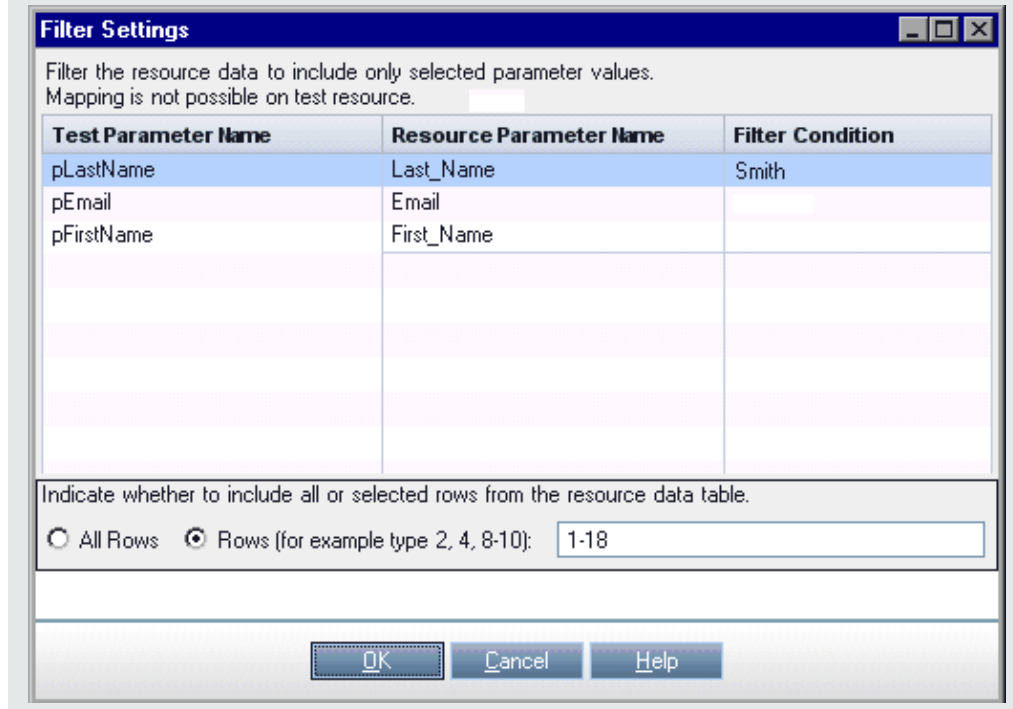 Filter Settings
Filter the resource data to include only selected parameter values.
Mapping is not possible on test resource.
Test Parameter Name Resource Parameter Name Filter Condition
pLastName Last_Name Smith
pEmail Email
pFirstName First_Name
Indicate whether to include all or selected rows from the resource data table.
All Rows Rows (for example type 2, 4, 8-10): 1-18
OK Cancel Help